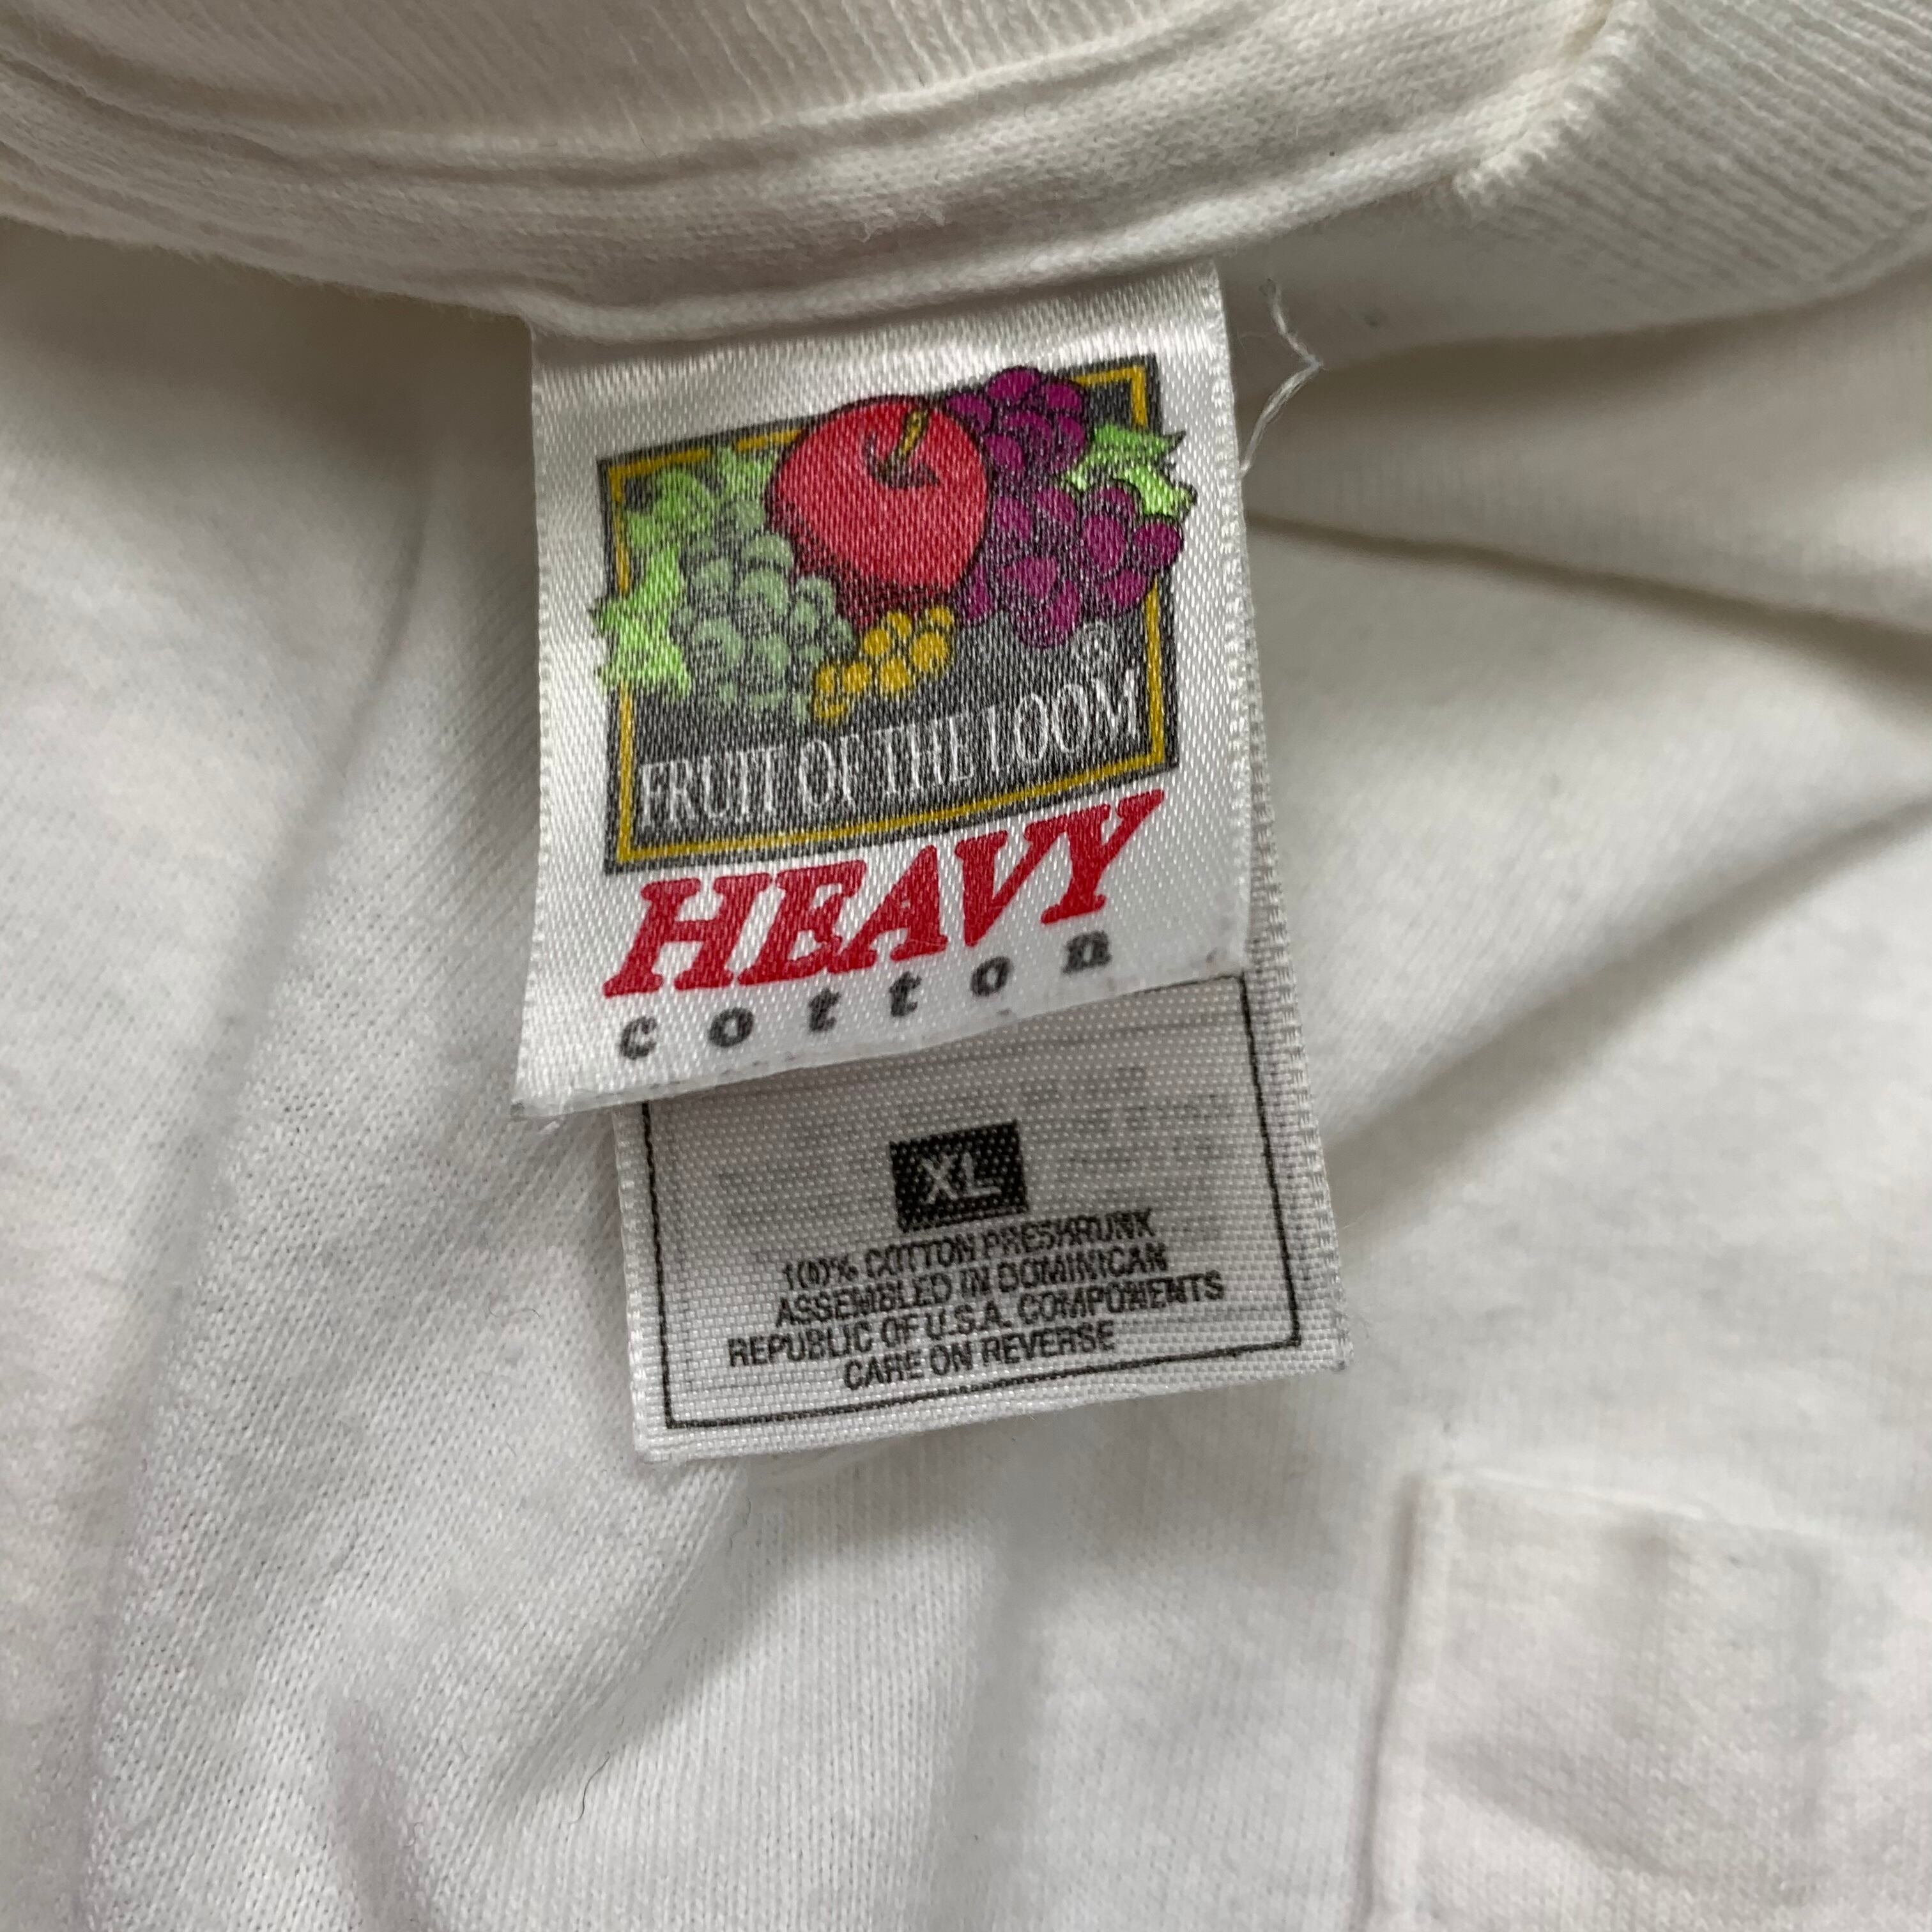 ®
FRUIT OF THE LOOM
HEAVY
cotton
XL
100% COTTON PRESHRUNK
ASSEMBLED IN DOMINICAN
REPUBLIC OF U.S.A. COMPONENTS
CARE ON REVERSE